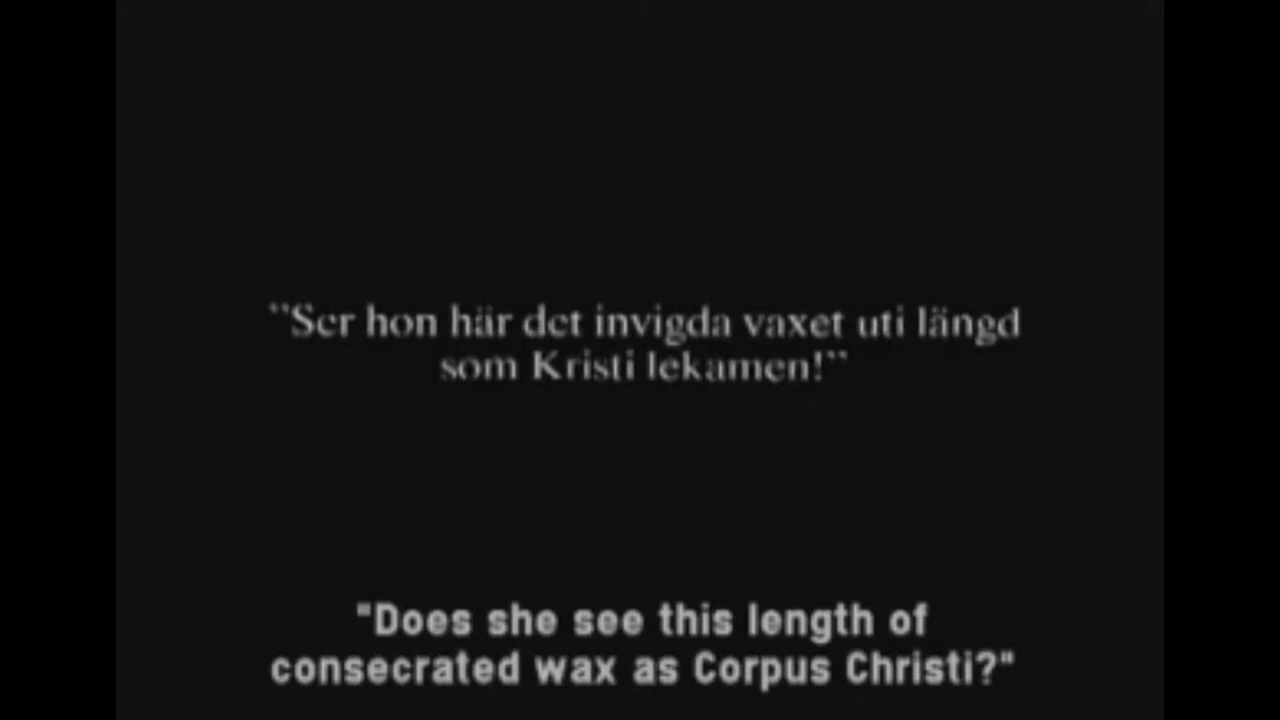 ”Ser hon här det invigda vaxet uti längd
som Kristi lekamen!”
"Does she see this length of
consecrated wax as Corpus Christi?"